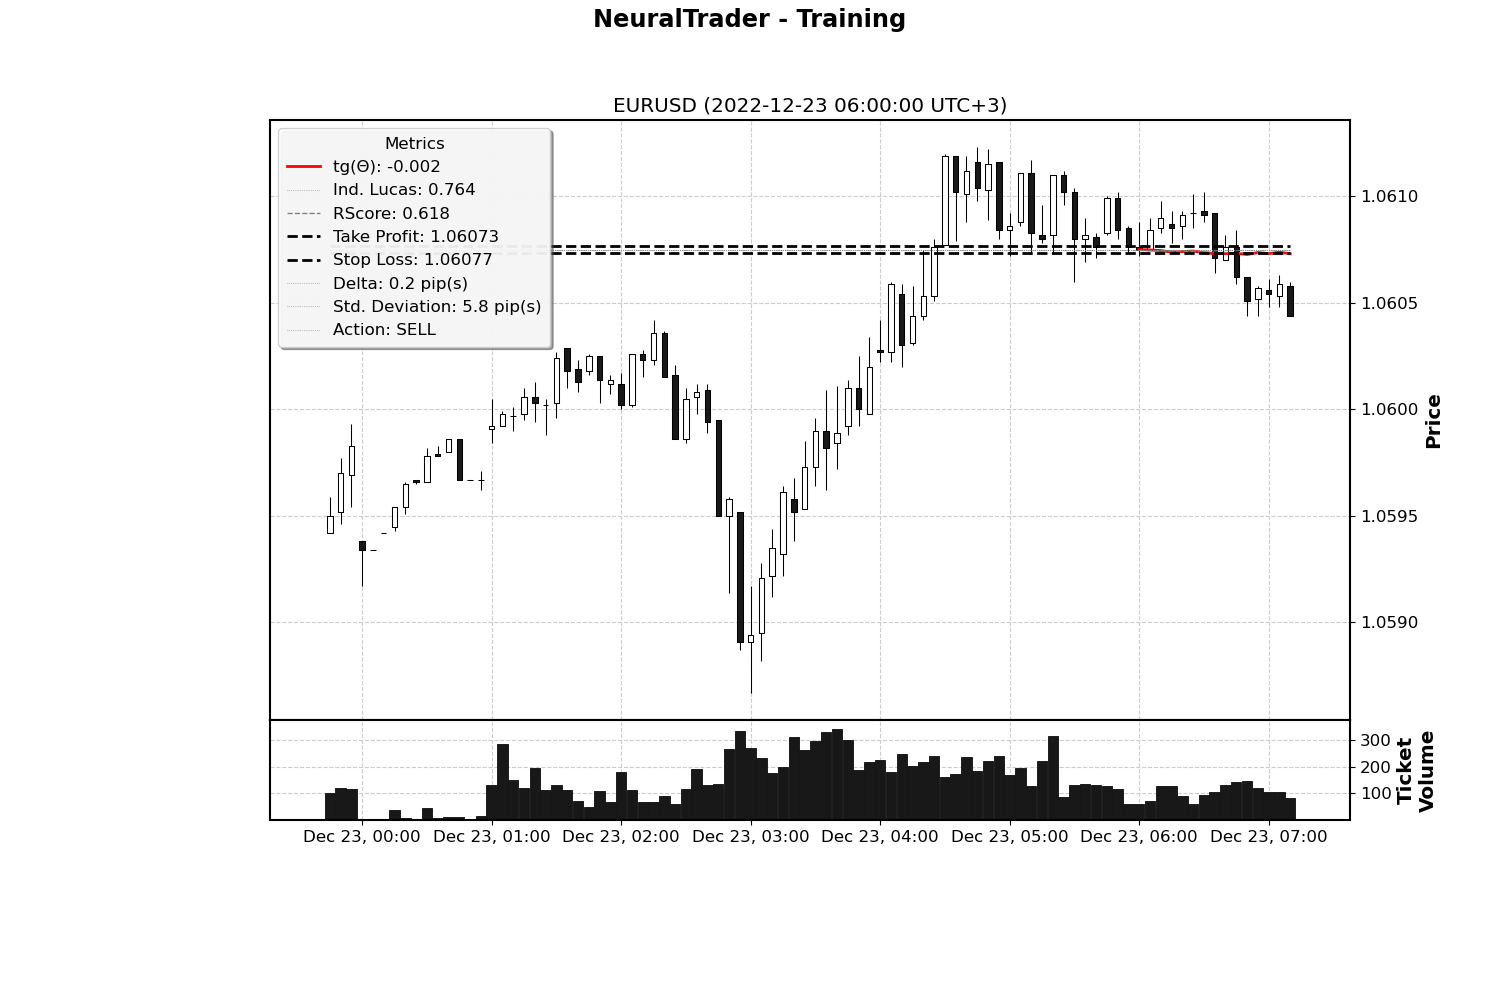 NeuralTrader - Training
EURUSD (2022-12-23 06:00:00 UTC+3)
Metrics
tg(Θ): -0.002
Ind. Lucas: 0.764
RScore: 0.618
Take Profit: 1.06073
Stop Loss: 1.06077
Delta: 0.2 pip(s)
Std. Deviation: 5.8 pip(s)
Action: SELL
1.0610
1.0605
1.0600
1.0595
1.0590
Price
300
200
100
Ticket
Volume
Dec 23, 00:00 Dec 23, 01:00 Dec 23, 02:00 Dec 23, 03:00 Dec 23, 04:00 Dec 23, 05:00 Dec 23, 06:00 Dec 23, 07:00